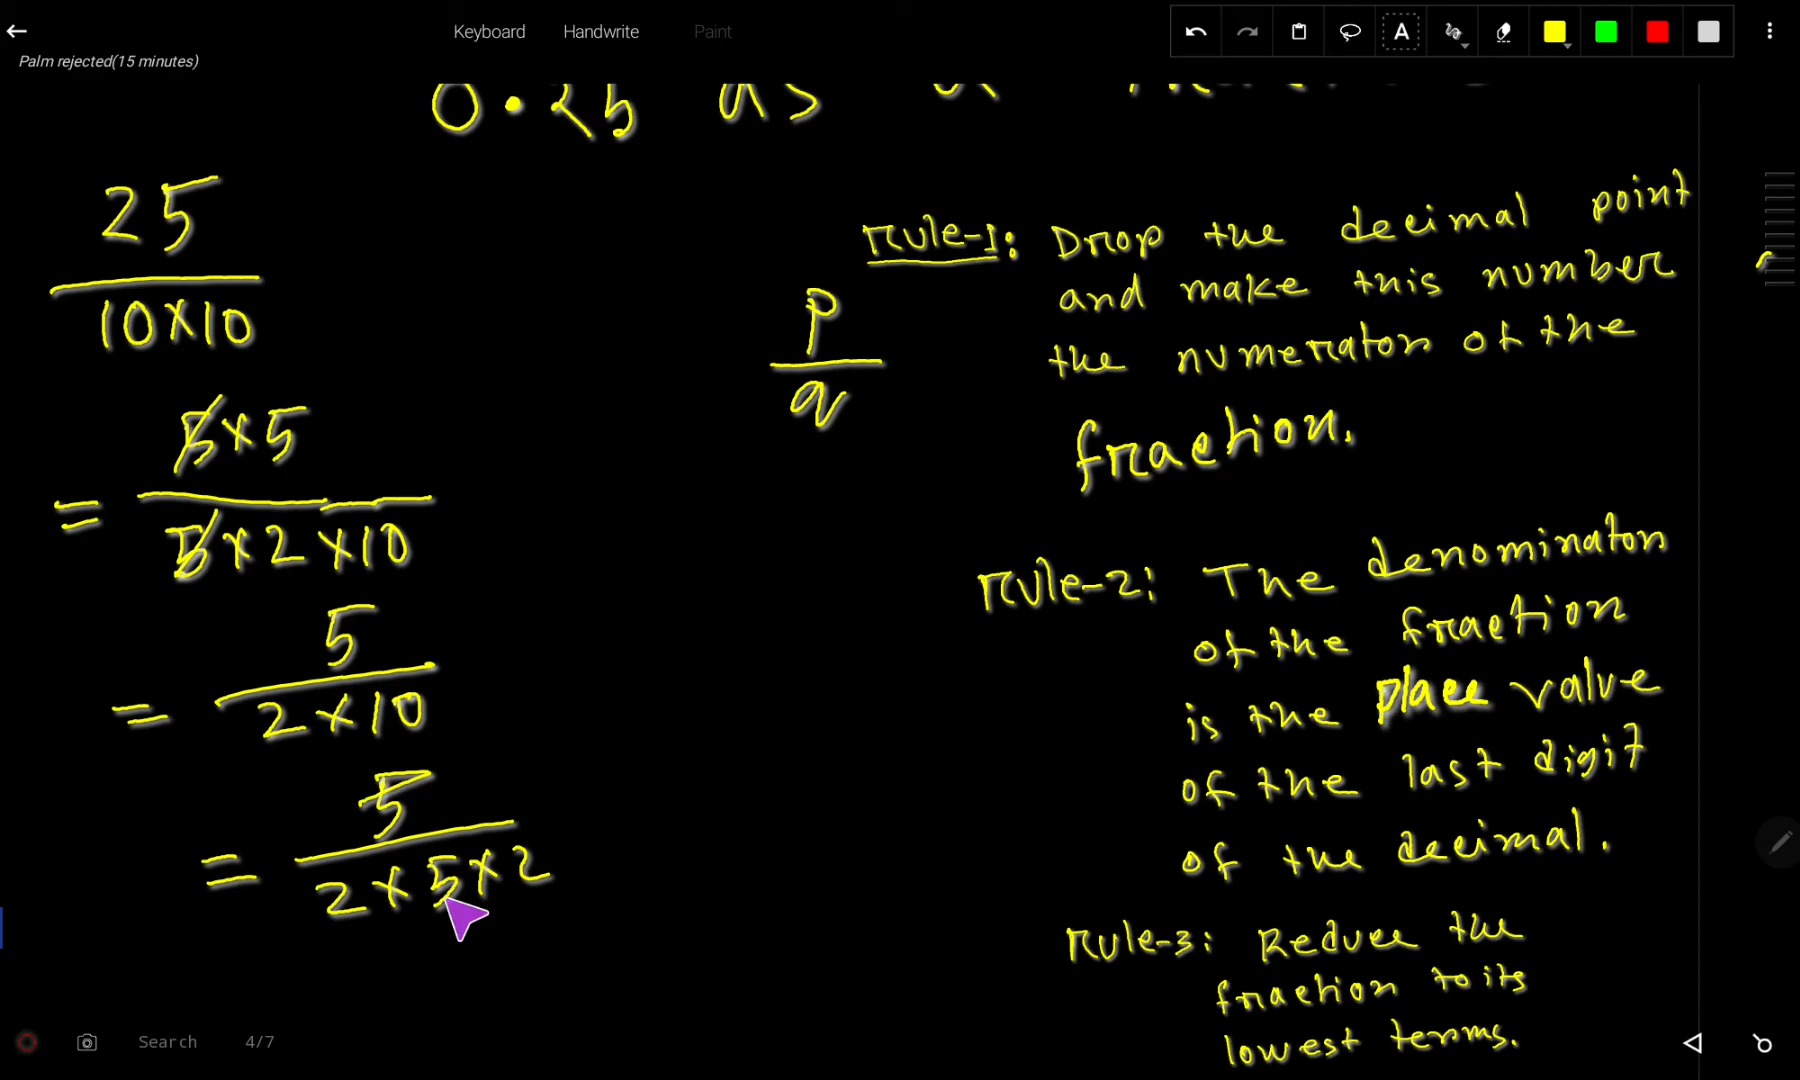 Keyboard Handwrite Paint
A
Palm rejected(15 minutes)
0.25 as a
25
10×10
= 5×5
5×2×10
= 5
2×10
= 5
2×5×2
p
q
Rule-1: Drop the decimal point
and make this number
the numerator of the
fraction.
Rule-2: The denominator
of the fraction
is the place value
of the last digit
of the decimal.
Rule-3: Reduce the
fraction to its
lowest terms.
Search 4/7